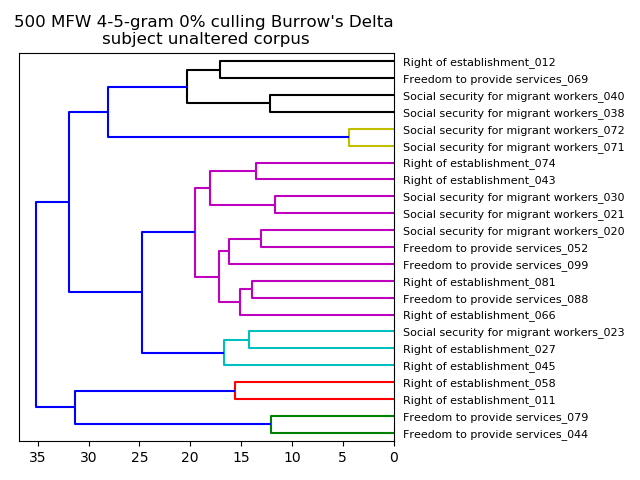 500 MFW 4-5-gram 0% culling Burrow's Delta
subject unaltered corpus
Right of establishment_012
Freedom to provide services_069
Social security for migrant workers_040
Social security for migrant workers_038
Social security for migrant workers_072
Social security for migrant workers_071
Right of establishment_074
Right of establishment_043
Social security for migrant workers_030
Social security for migrant workers_021
Social security for migrant workers_020
Freedom to provide services_052
Freedom to provide services_099
Right of establishment_081
Freedom to provide services_088
Right of establishment_066
Social security for migrant workers_023
Right of establishment_027
Right of establishment_045
Right of establishment_058
Right of establishment_011
Freedom to provide services_079
Freedom to provide services_044
35 30 25 20 15 10 5 0